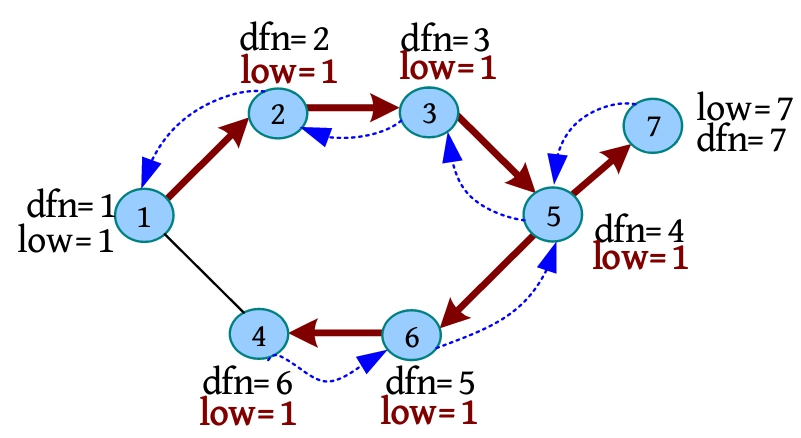 dfn=2
low=1
dfn=3
low=1
2
3
7
low=7
dfn=7
dfn=1
low=1
1
5
dfn=4
low=1
4
6
dfn=6
low=1
dfn=5
low=1